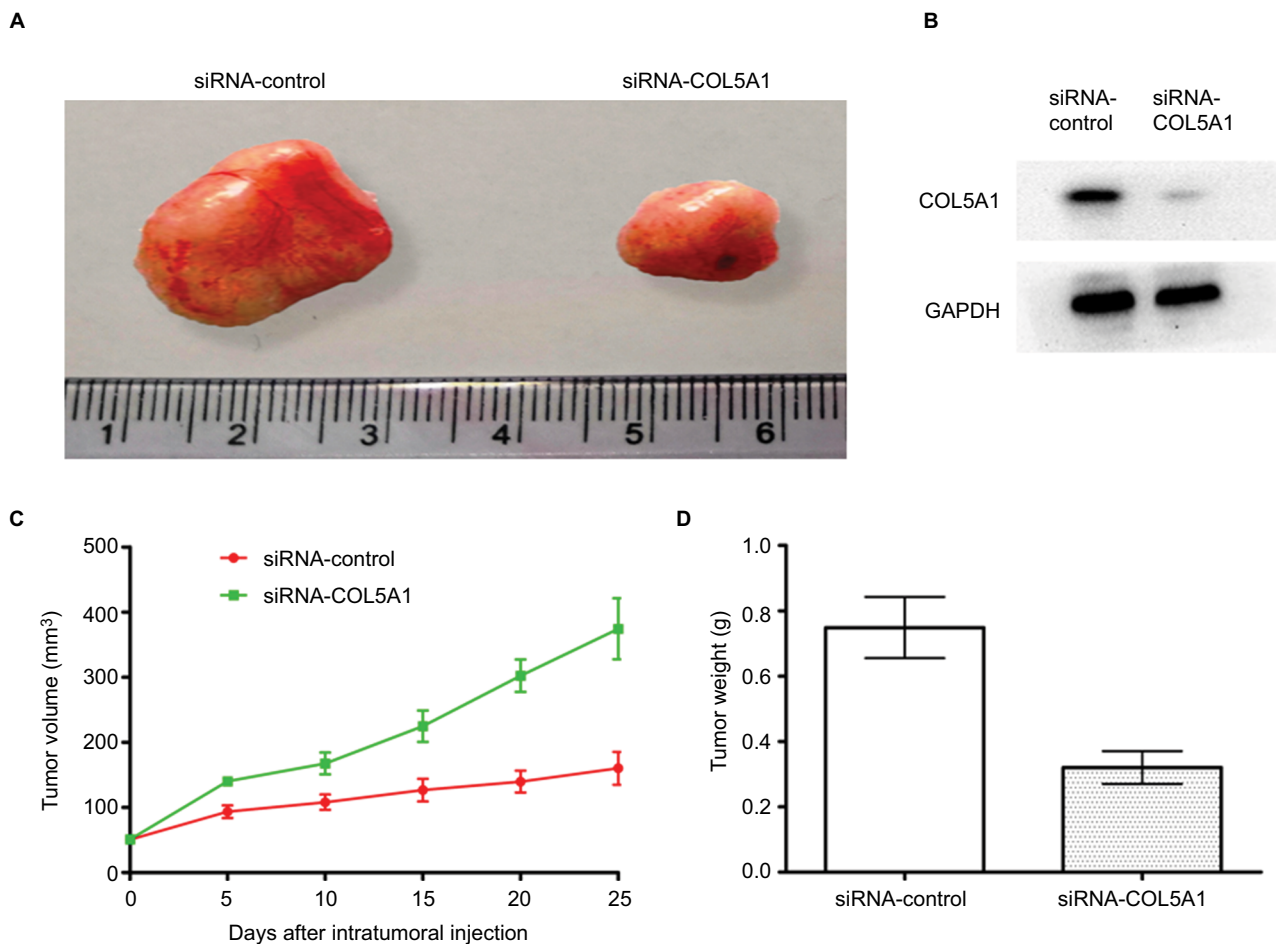 A
siRNA-control
siRNA-COL5A1
1 2 3 4 5 6
B
siRNA-
control
siRNA-
COL5A1
COL5A1
GAPDH
C
500
400
300
200
100
0
Tumor volume (mm³)
siRNA-control
siRNA-COL5A1
0 5 10 15 20 25
Days after intratumoral injection
D
1.0
0.8
0.6
0.4
0.2
0.0
Tumor weight (g)
siRNA-control
siRNA-COL5A1